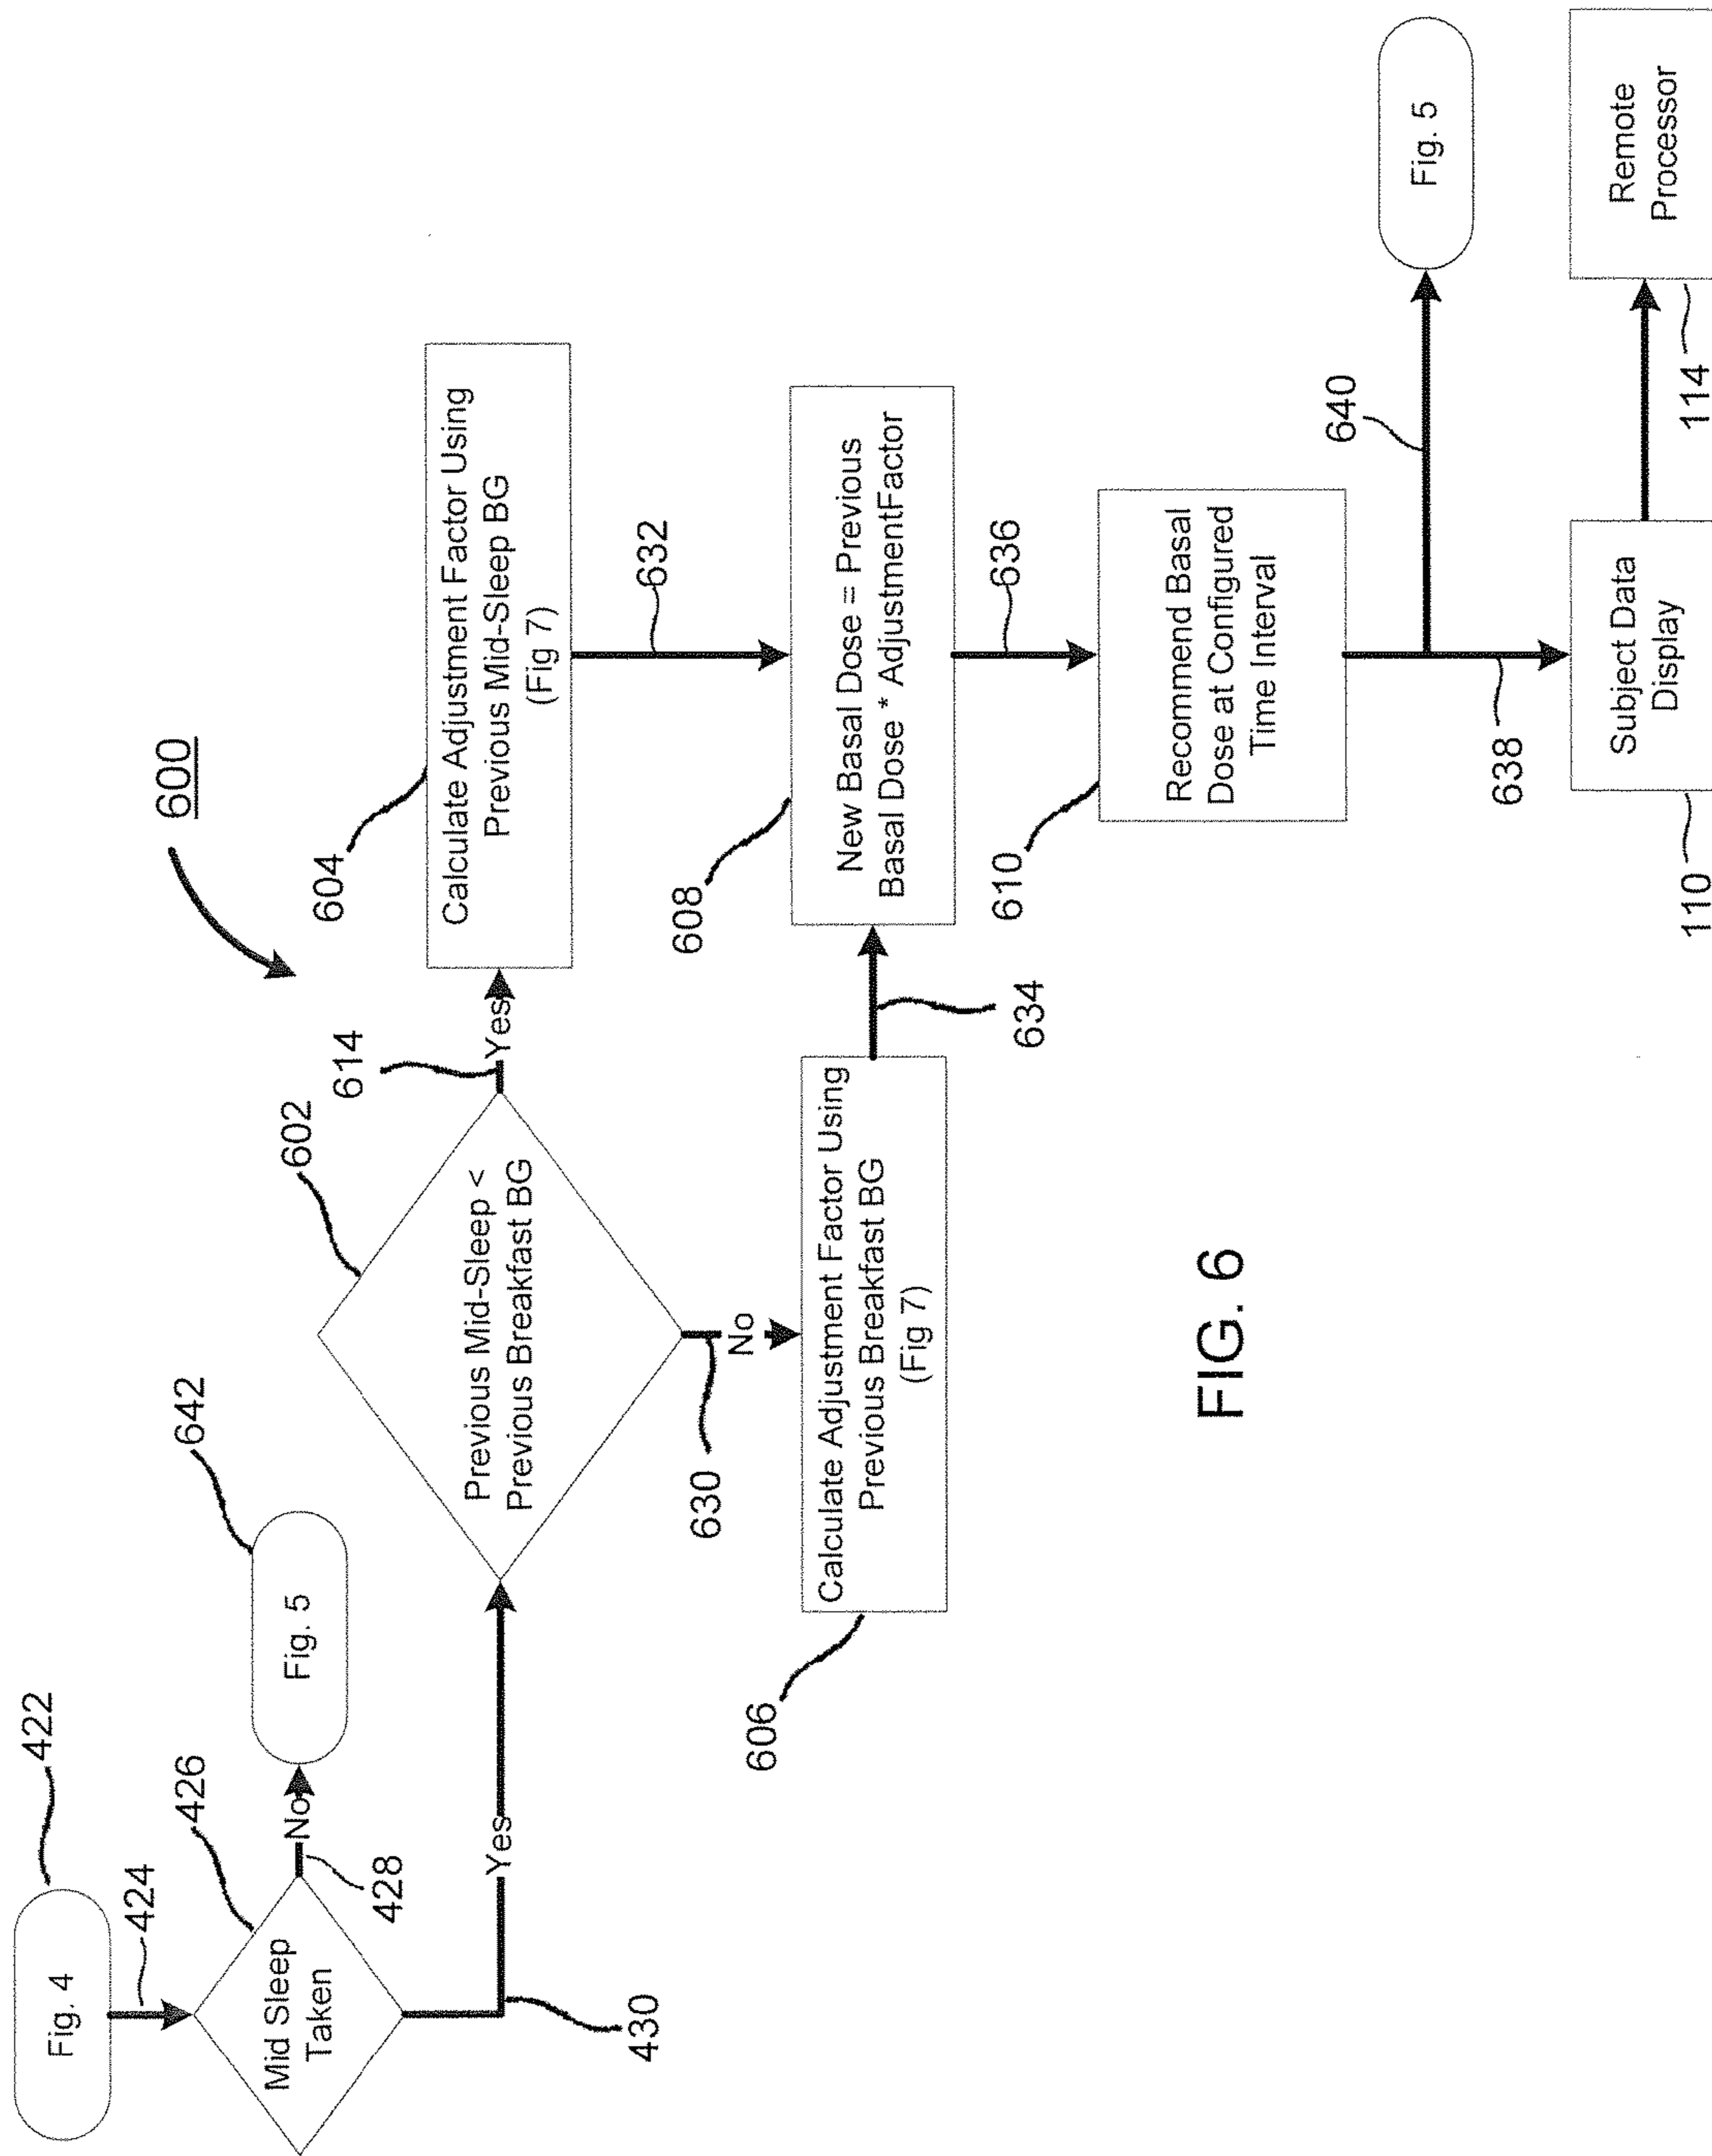 600
Fig. 4
422
424
Mid Sleep
Taken
426
No
428
Fig. 5
642
Yes
430
Previous Mid-Sleep <
Previous Breakfast BG
602
Yes
614
No
630
Calculate Adjustment Factor Using
Previous Mid-Sleep BG
(Fig 7)
604
632
Calculate Adjustment Factor Using
Previous Breakfast BG
(Fig 7)
606
634
New Basal Dose = Previous
Basal Dose * AdjustmentFactor
608
636
Recommend Basal
Dose at Configured
Time Interval
610
640
Fig. 5
638
Subject Data
Display
110
Remote
Processor
114
FIG. 6